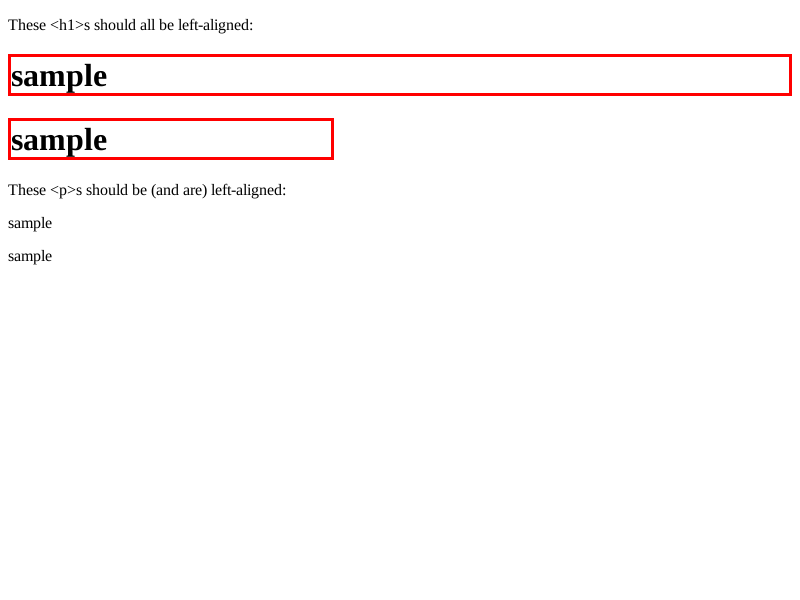 These <h1>s should all be left-aligned:
sample
sample
These <p>s should be (and are) left-aligned:
sample
sample